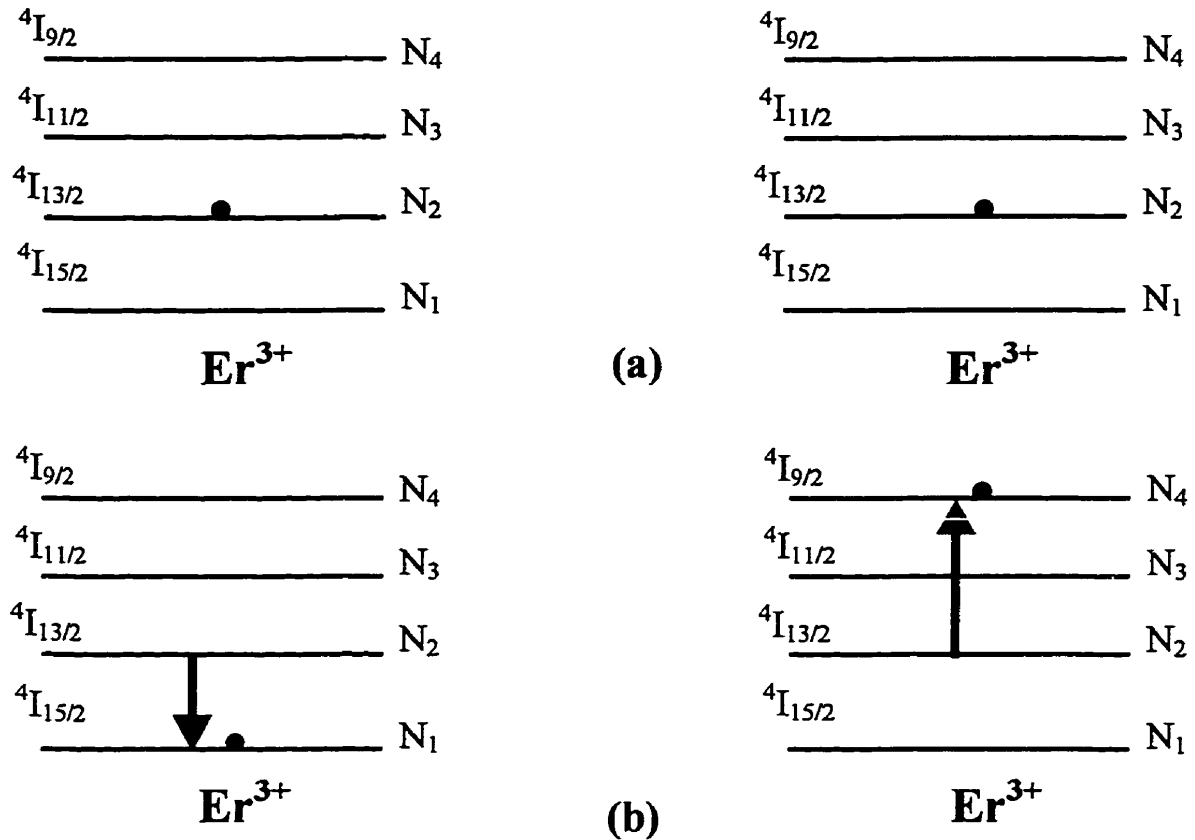 ⁴I₉/₂ N₄ ⁴I₉/₂ N₄
⁴I₁₁/₂ N₃ ⁴I₁₁/₂ N₃
⁴I₁₃/₂ N₂ ⁴I₁₃/₂ N₂
⁴I₁₅/₂ N₁ ⁴I₁₅/₂ N₁
Er³⁺ (a) Er³⁺
⁴I₉/₂ N₄ ⁴I₉/₂ N₄
⁴I₁₁/₂ N₃ ⁴I₁₁/₂ N₃
⁴I₁₃/₂ N₂ ⁴I₁₃/₂ N₂
⁴I₁₅/₂ N₁ ⁴I₁₅/₂ N₁
Er³⁺ (b) Er³⁺